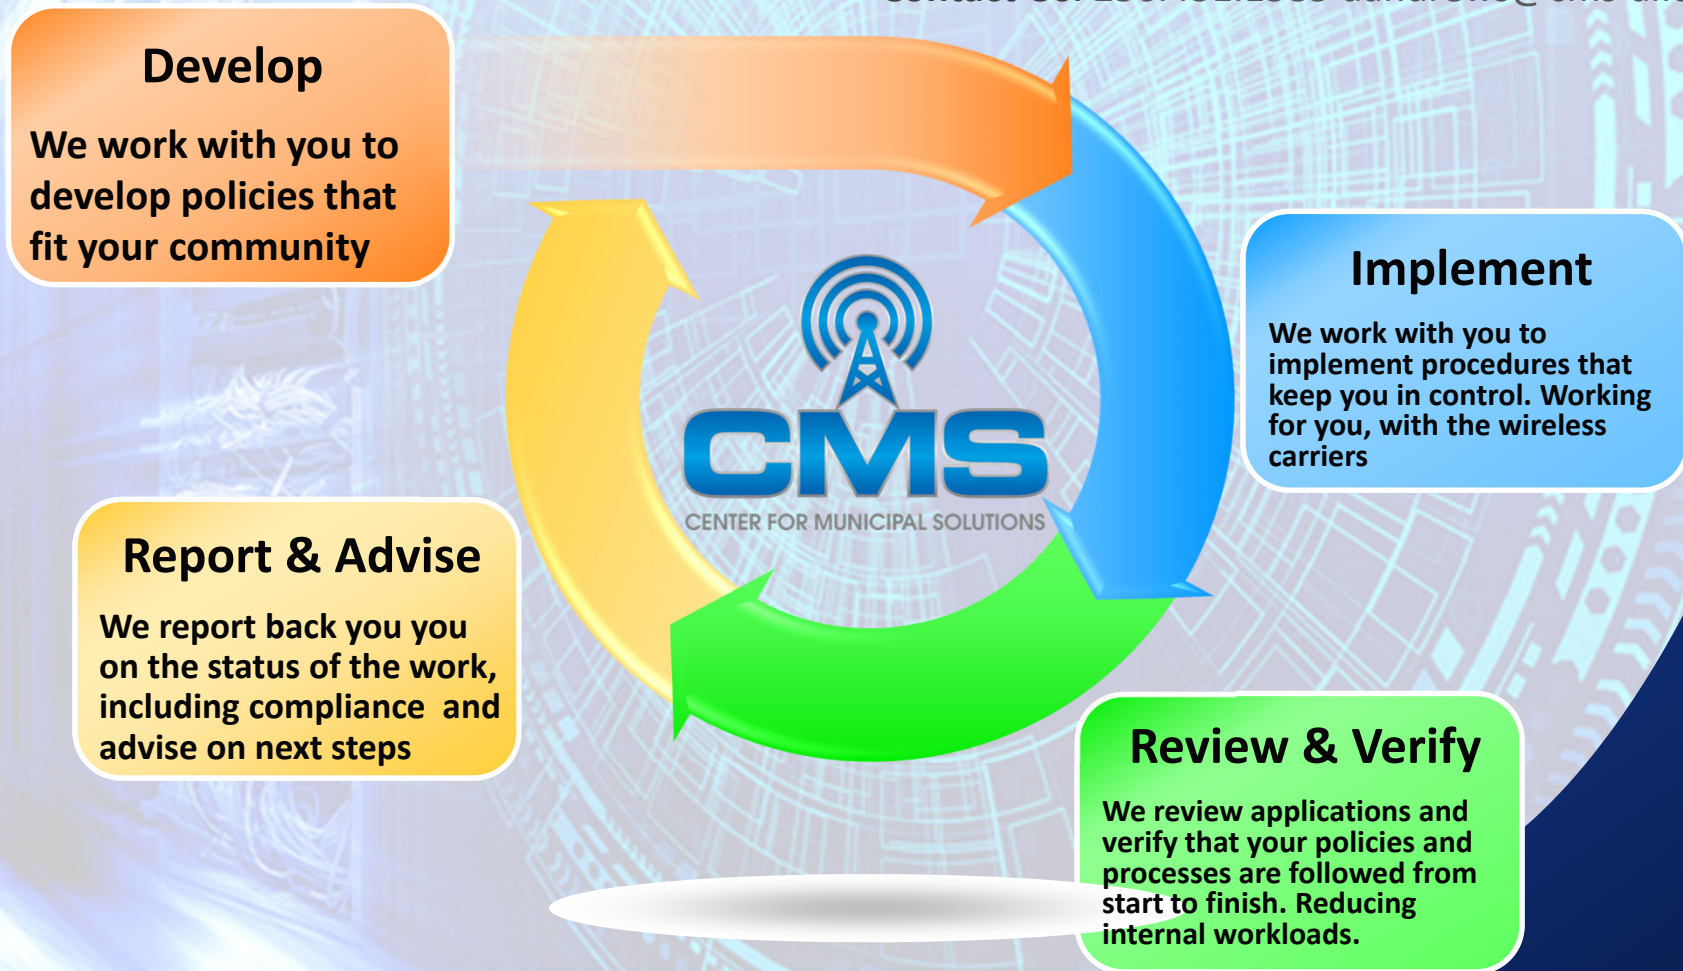 Develop
We work with you to
develop policies that
fit your community
Implement
We work with you to
implement procedures that
keep you in control. Working
for you, with the wireless
carriers
CMS
CENTER FOR MUNICIPAL SOLUTIONS
Report & Advise
We report back you you
on the status of the work,
including compliance  and
advise on next steps
Review & Verify
We review applications and
verify that your policies and
processes are followed from
start to finish. Reducing
internal workloads.